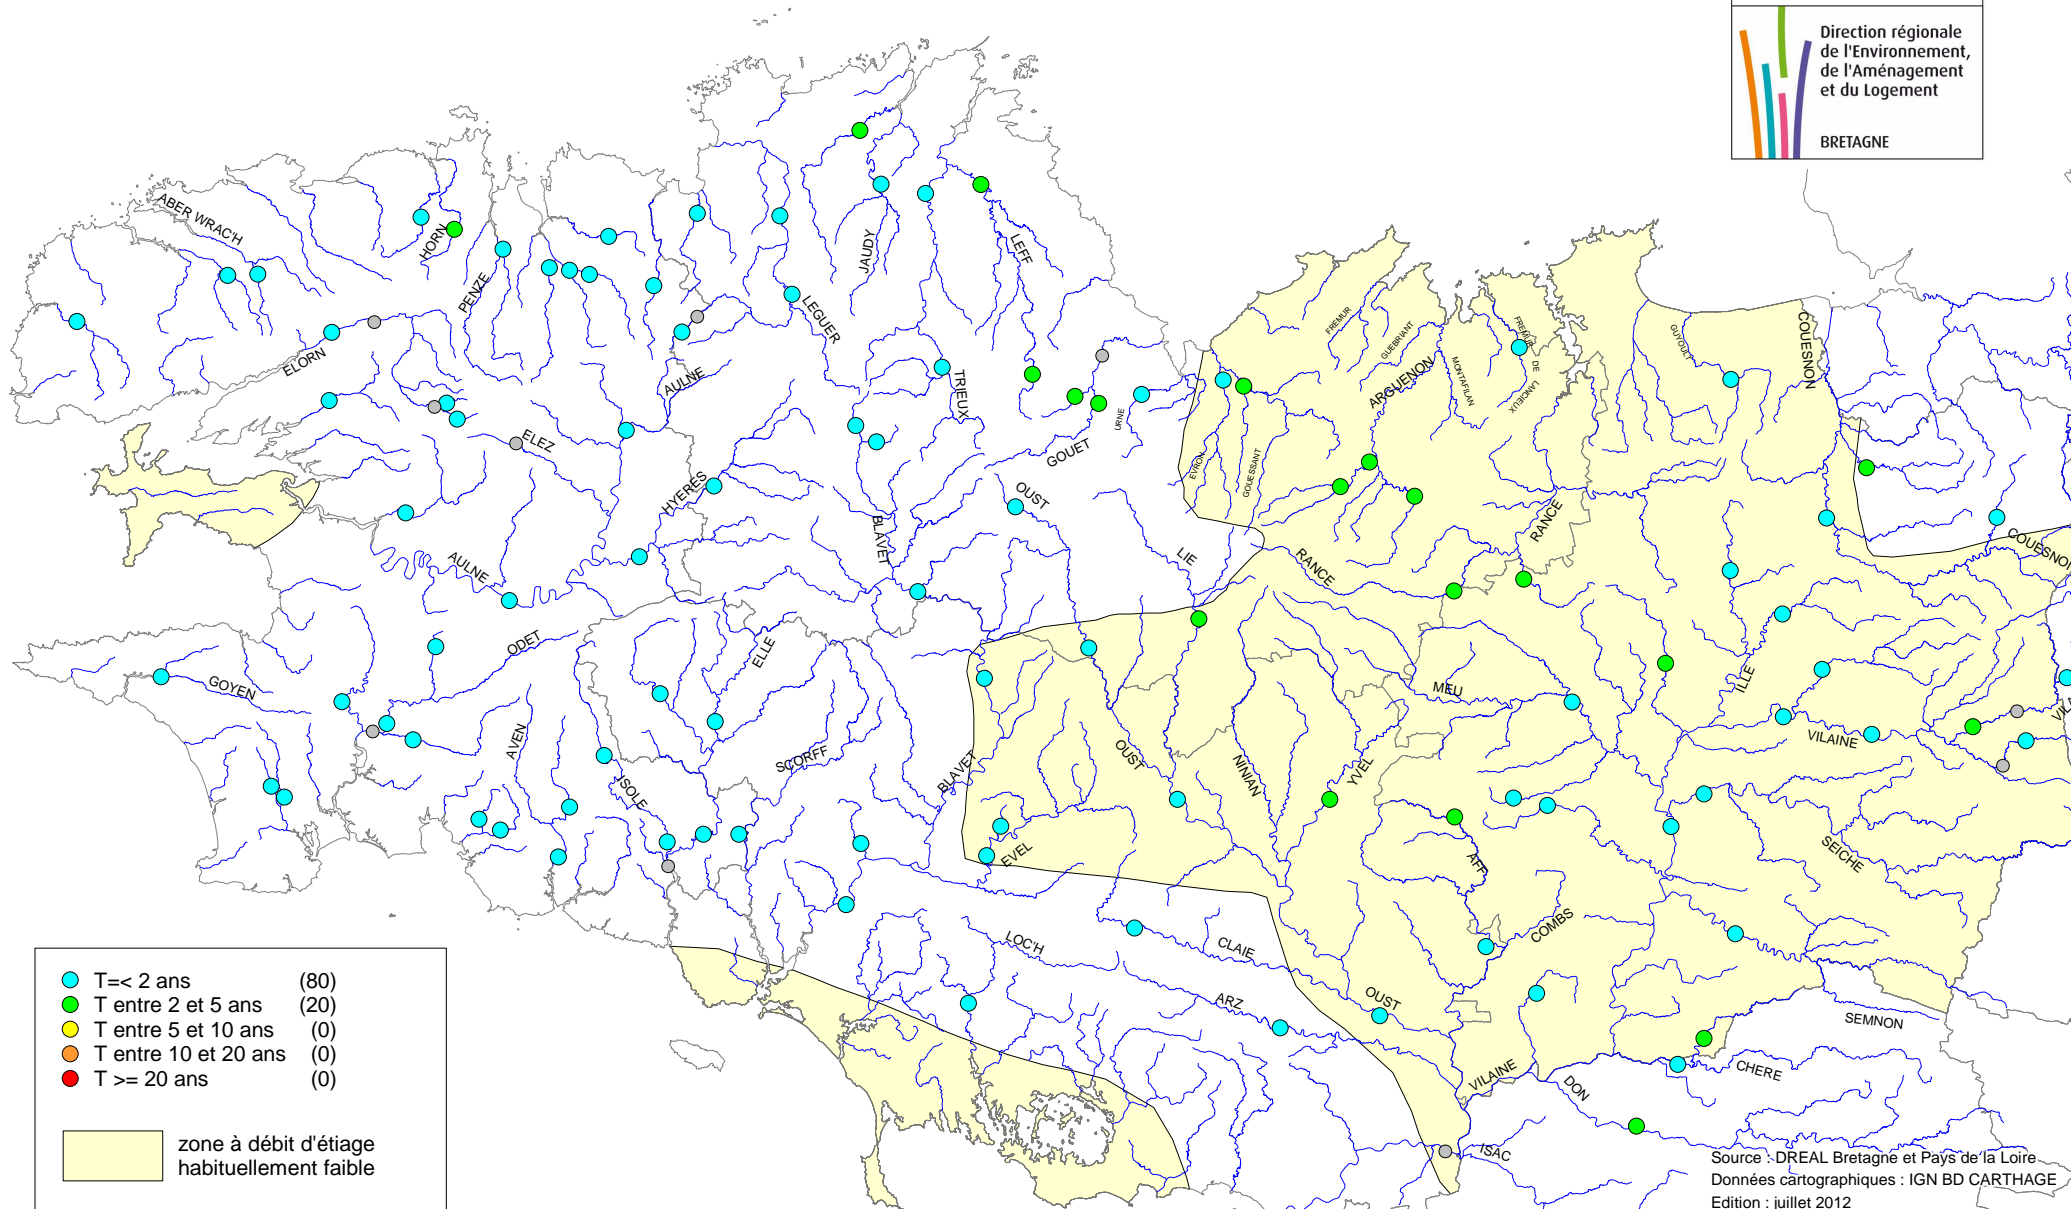 Direction régionale
de l'Environnement,
de l'Aménagement
et du Logement
BRETAGNE
ABER WRAC'H
HORN
PENZE
ELORN
JAUDY
LEFF
LEGUER
AULNE
TRIEUX
ELEZ
HYERES
GOUET
URNE
OUST
BLAVET
LIE
EVRON
GOUESSANT
FREMUR
GUEBRIANT
ARGUENON
MONTAFILAN
FREMUR
DE
LANCIEUX
GUYOULT
COUESNON
RANCE
RANCE
COUESNO
AULNE
ODET
ELLE
GOYEN
AVEN
ISOLE
SCORFF
BLAVET
OUST
NINIAN
YVEL
MEU
ILLE
VILAINE
VILA
EVEL
AFF
SEICHE
COMBS
LOC'H
CLAIE
ARZ
OUST
SEMNON
VILAINE
DON
CHERE
ISAC
T=< 2 ans (80)
T entre 2 et 5 ans (20)
T entre 5 et 10 ans (0)
T entre 10 et 20 ans (0)
T >= 20 ans (0)
zone à débit d'étiage
habituellement faible
Source : DREAL Bretagne et Pays de la Loire
Données cartographiques : IGN BD CARTHAGE
Edition : juillet 2012